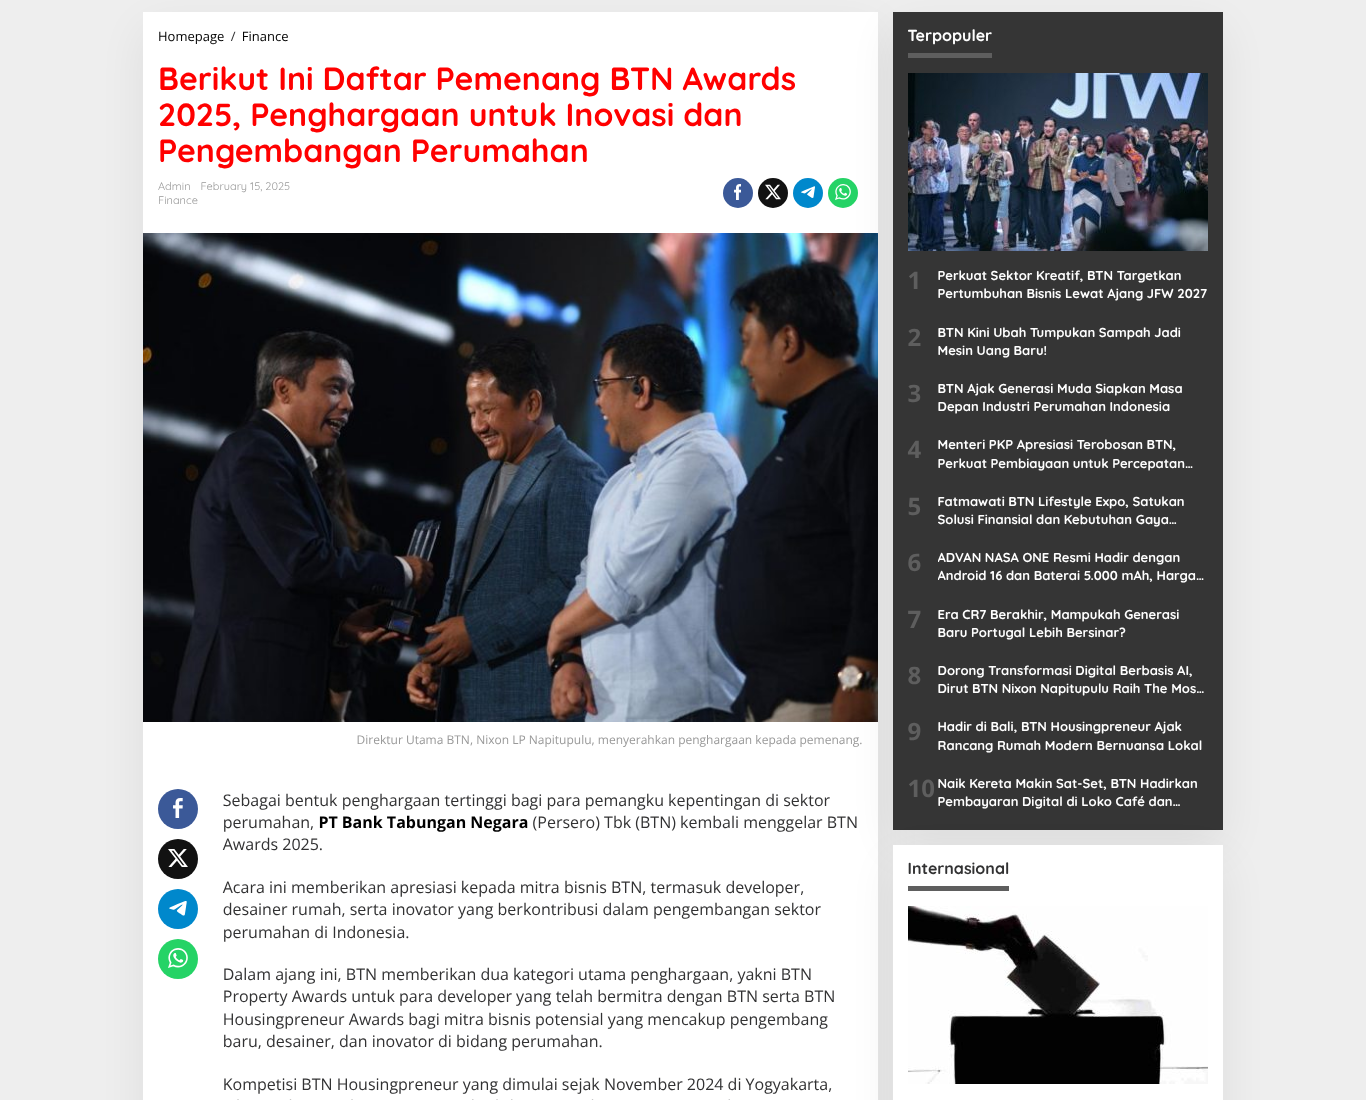 Homepage / Finance
Berikut Ini Daftar Pemenang BTN Awards
2025, Penghargaan untuk Inovasi dan
Pengembangan Perumahan
Admin February 15, 2025
Finance
Direktur Utama BTN, Nixon LP Napitupulu, menyerahkan penghargaan kepada pemenang.
Sebagai bentuk penghargaan tertinggi bagi para pemangku kepentingan di sektor
perumahan, PT Bank Tabungan Negara (Persero) Tbk (BTN) kembali menggelar BTN
Awards 2025.
Acara ini memberikan apresiasi kepada mitra bisnis BTN, termasuk developer,
desainer rumah, serta inovator yang berkontribusi dalam pengembangan sektor
perumahan di Indonesia.
Dalam ajang ini, BTN memberikan dua kategori utama penghargaan, yakni BTN
Property Awards untuk para developer yang telah bermitra dengan BTN serta BTN
Housingpreneur Awards bagi mitra bisnis potensial yang mencakup pengembang
baru, desainer, dan inovator di bidang perumahan.
Kompetisi BTN Housingpreneur yang dimulai sejak November 2024 di Yogyakarta,
Terpopuler
JFW
1 Perkuat Sektor Kreatif, BTN Targetkan
Pertumbuhan Bisnis Lewat Ajang JFW 2027
2 BTN Kini Ubah Tumpukan Sampah Jadi
Mesin Uang Baru!
3 BTN Ajak Generasi Muda Siapkan Masa
Depan Industri Perumahan Indonesia
4 Menteri PKP Apresiasi Terobosan BTN,
Perkuat Pembiayaan untuk Percepatan…
5 Fatmawati BTN Lifestyle Expo, Satukan
Solusi Finansial dan Kebutuhan Gaya…
6 ADVAN NASA ONE Resmi Hadir dengan
Android 16 dan Baterai 5.000 mAh, Harga…
7 Era CR7 Berakhir, Mampukah Generasi
Baru Portugal Lebih Bersinar?
8 Dorong Transformasi Digital Berbasis AI,
Dirut BTN Nixon Napitupulu Raih The Mos…
9 Hadir di Bali, BTN Housingpreneur Ajak
Rancang Rumah Modern Bernuansa Lokal
10 Naik Kereta Makin Sat-Set, BTN Hadirkan
Pembayaran Digital di Loko Café dan…
Internasional